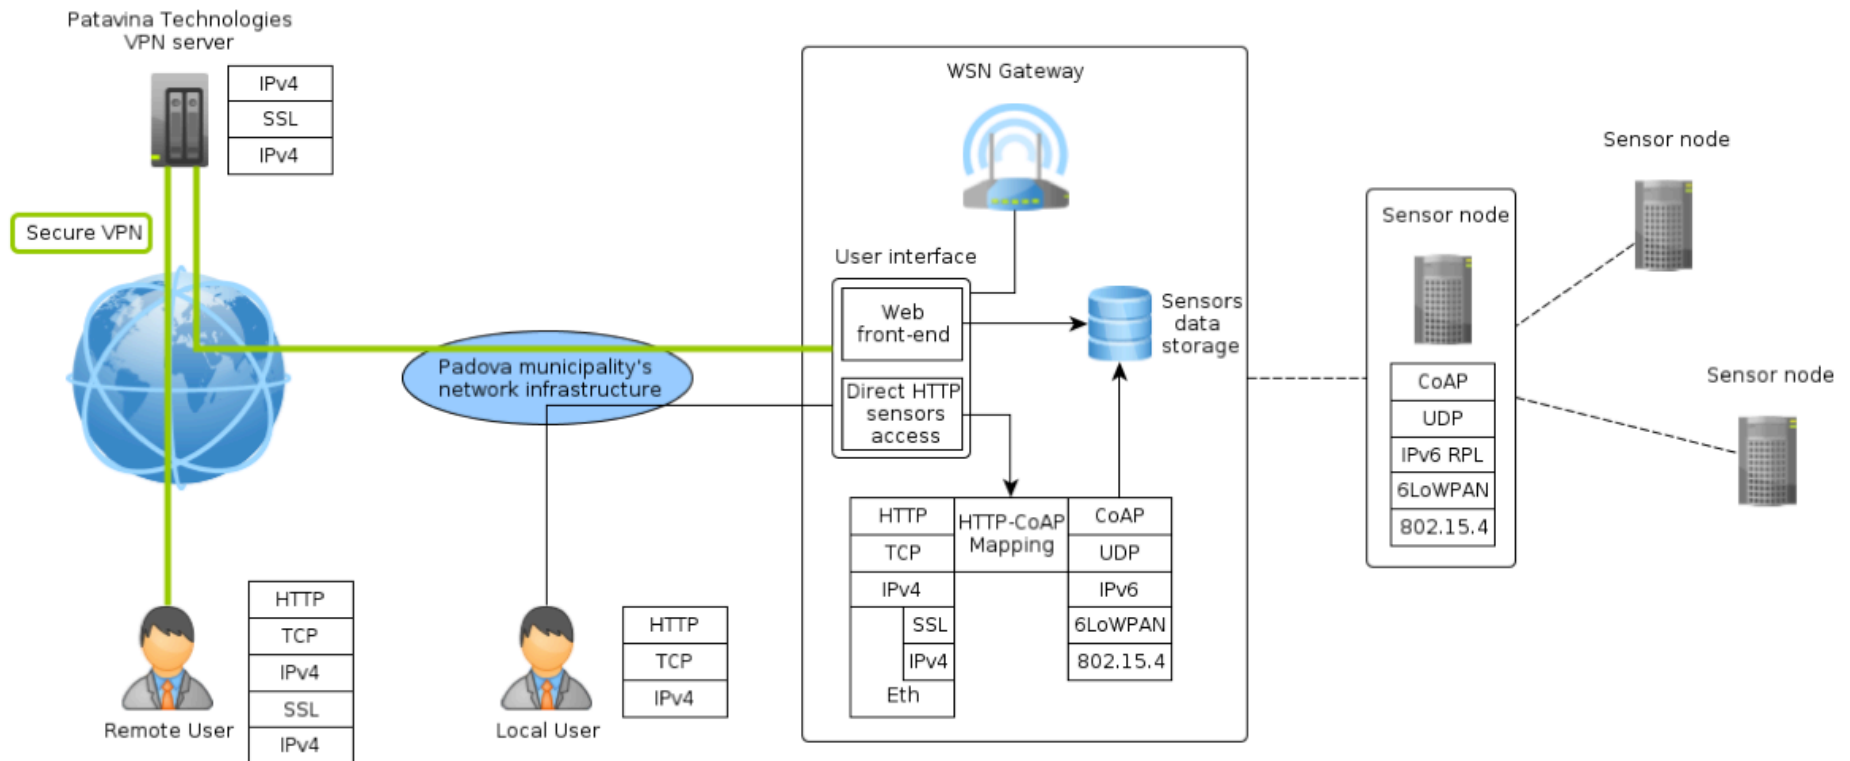 Patavina Technologies
VPN server
IPv4
SSL
IPv4
Secure VPN
HTTP
TCP
IPv4
SSL
IPv4
Remote User
Padova municipality's
network infrastructure
HTTP
TCP
IPv4
Local User
WSN Gateway
User interface
Web
front-end
Direct HTTP
sensors
access
Sensors
data
storage
HTTP
TCP
IPv4
SSL
IPv4
Eth
HTTP-CoAP
Mapping
CoAP
UDP
IPv6
6LoWPAN
802.15.4
Sensor node
CoAP
UDP
IPv6 RPL
6LoWPAN
802.15.4
Sensor node
Sensor node